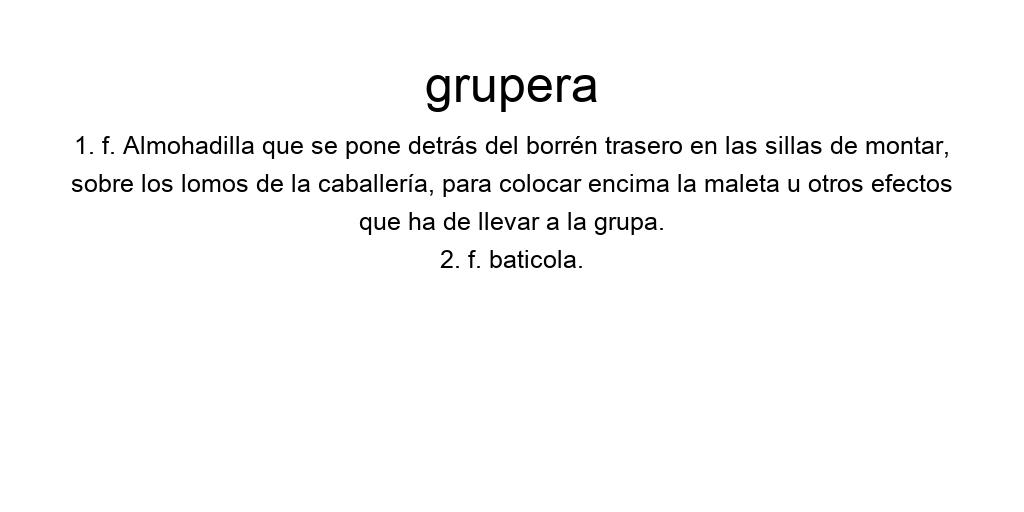 grupera
1. f. Almohadilla que se pone detrás del borrén trasero en las sillas de montar,
sobre los lomos de la caballería, para colocar encima la maleta u otros efectos
que ha de llevar a la grupa.
2. f. baticola.